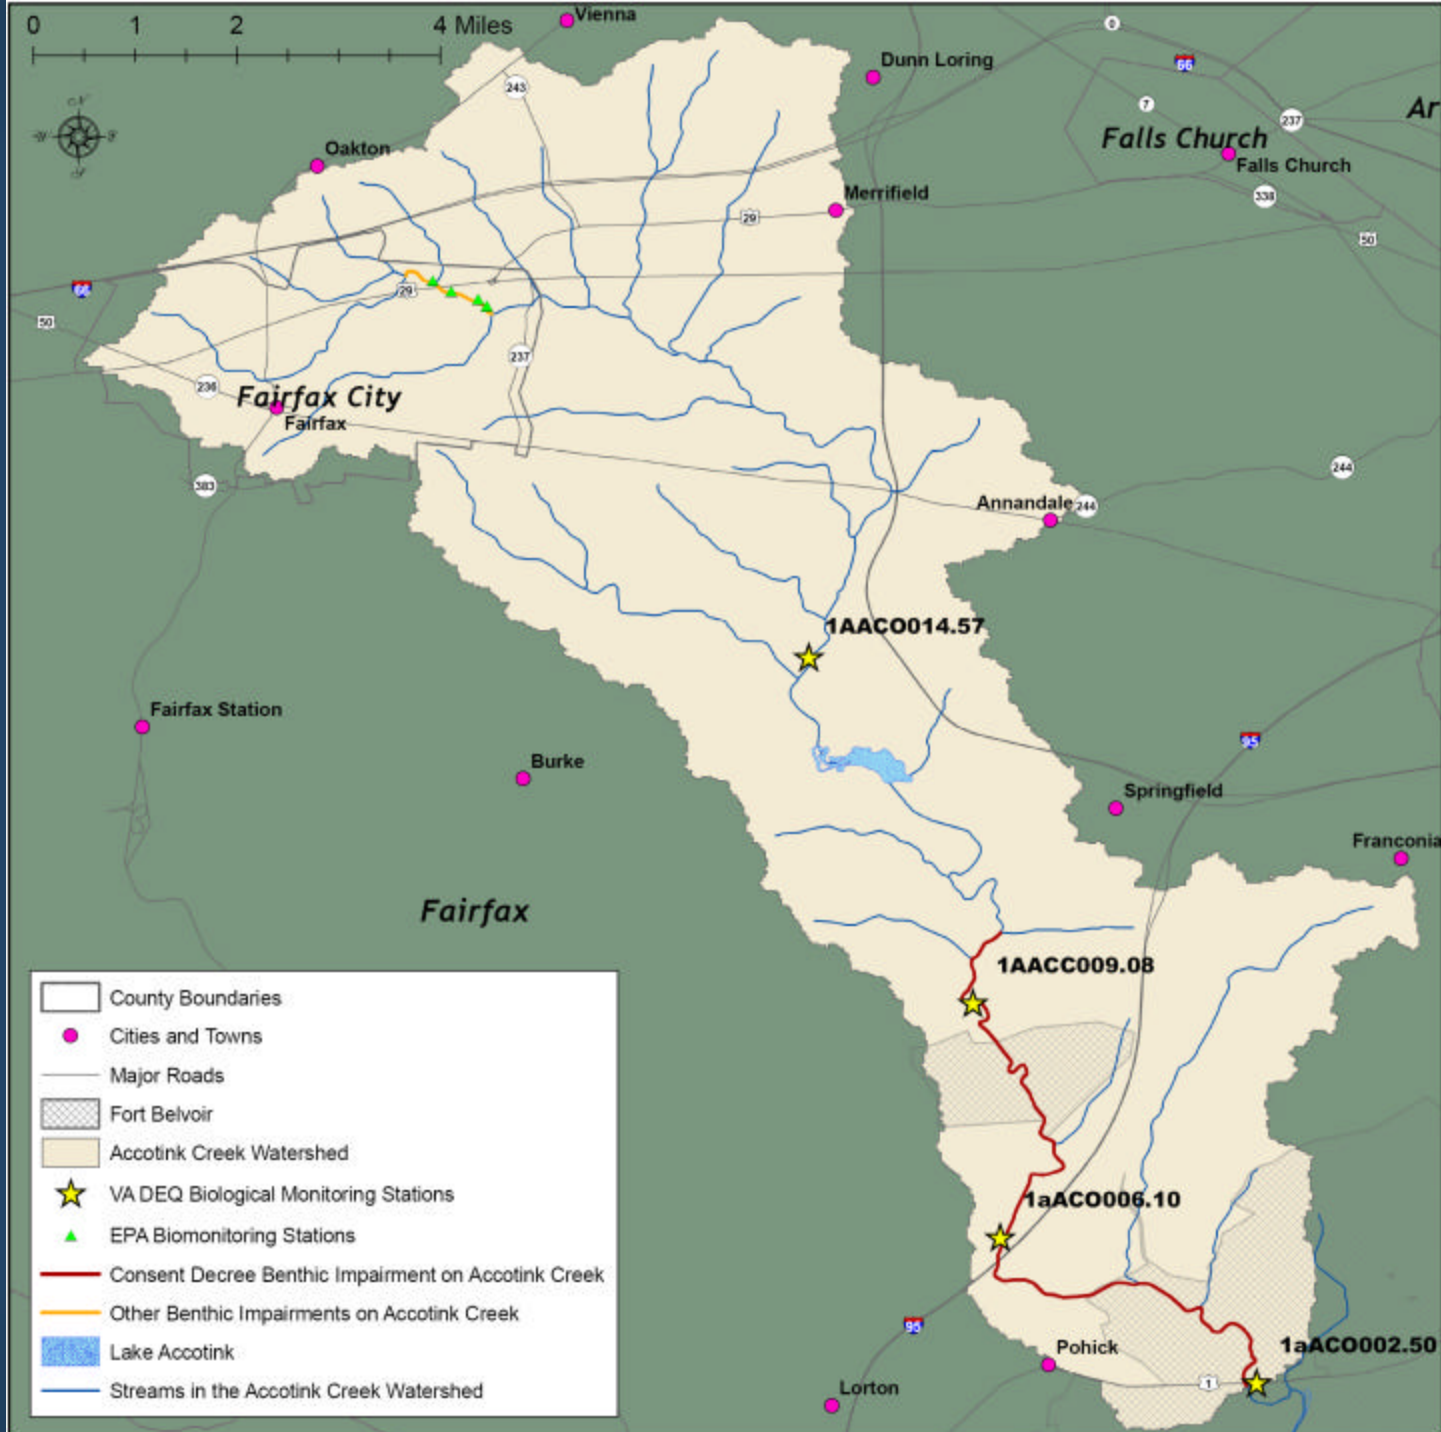 0 1 2 4 Miles
Vienna
Dunn Loring
0
66
243
7
237
Ar
Falls Church
Falls Church
Oakton
Merrifield
338
29
50
66
29
50
237
236
Fairfax City
Fairfax
383
244
Annandale
244
1AACO014.57
Fairfax Station
95
Burke
Springfield
Franconia
Fairfax
1AACC009.08
1aACO006.10
95
1aACO002.50
Pohick
1
Lorton
County Boundaries
Cities and Towns
Major Roads
Fort Belvoir
Accotink Creek Watershed
VA DEQ Biological Monitoring Stations
EPA Biomonitoring Stations
Consent Decree Benthic Impairment on Accotink Creek
Other Benthic Impairments on Accotink Creek
Lake Accotink
Streams in the Accotink Creek Watershed